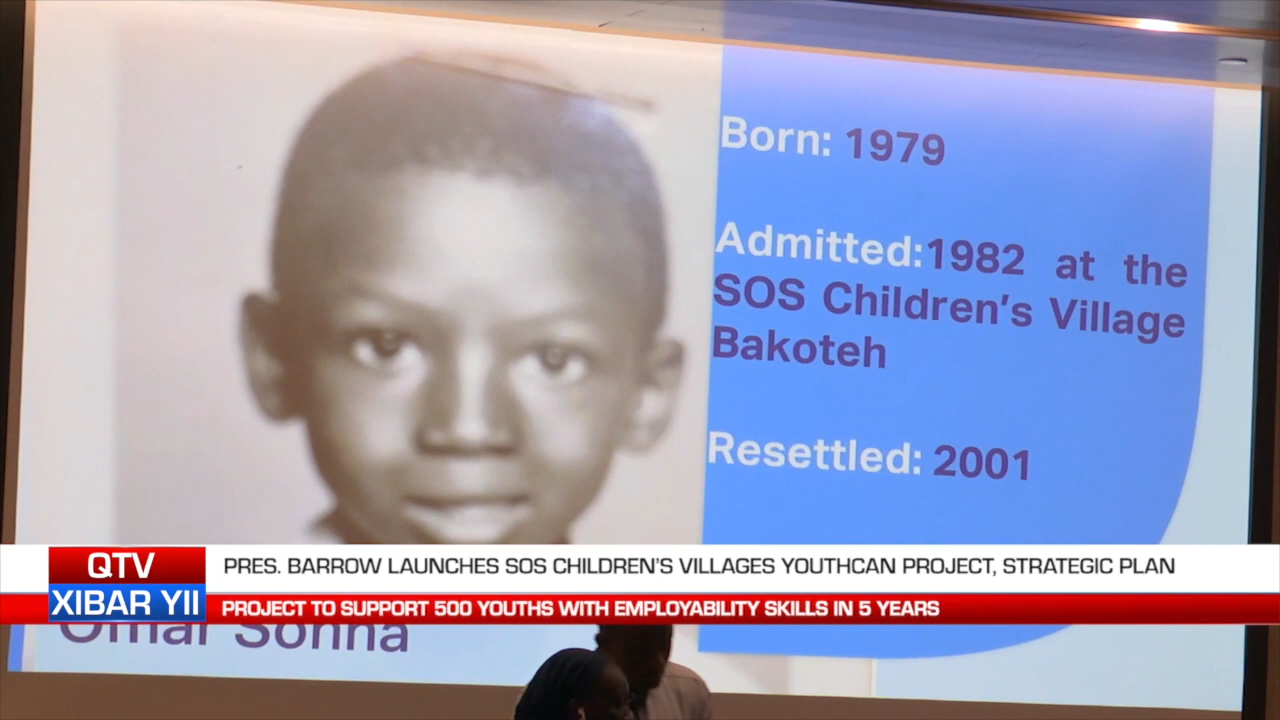 Born: 1979
Admitted:1982 at the
SOS Children's Village
Bakoteh
Resettled: 2001
QTV
PRES. BARROW LAUNCHES SOS CHILDREN'S VILLAGES YOUTHCAN PROJECT, STRATEGIC PLAN
XIBAR YII
PROJECT TO SUPPORT 500 YOUTHS WITH EMPLOYABILITY SKILLS IN 5 YEARS
Omar